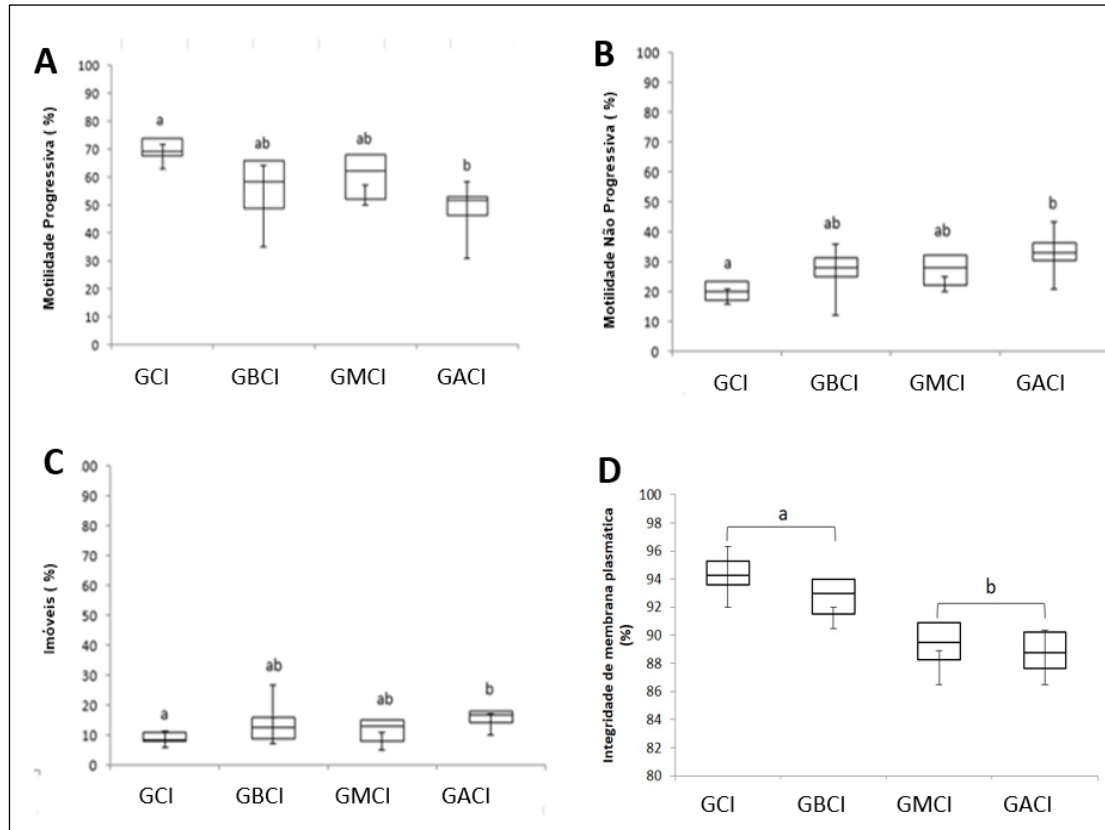 A
Motilidade Progressiva ( %)
100
90
80
70
60
50
40
30
20
10
0
a
ab
ab
b
GCI GBCI GMCI GACI
B
Motilidade Não Progressiva ( %)
100
90
80
70
60
50
40
30
20
10
0
a
ab
ab
b
GCI GBCI GMCI GACI
C
Imóveis ( %)
00
90
80
70
60
50
40
30
20
10
0
a
ab
ab
b
GCI GBCI GMCI GACI
D
Integridade de membrana plasmática
(%)
100
98
96
94
92
90
88
86
84
82
80
a
b
GCI GBCI GMCI GACI